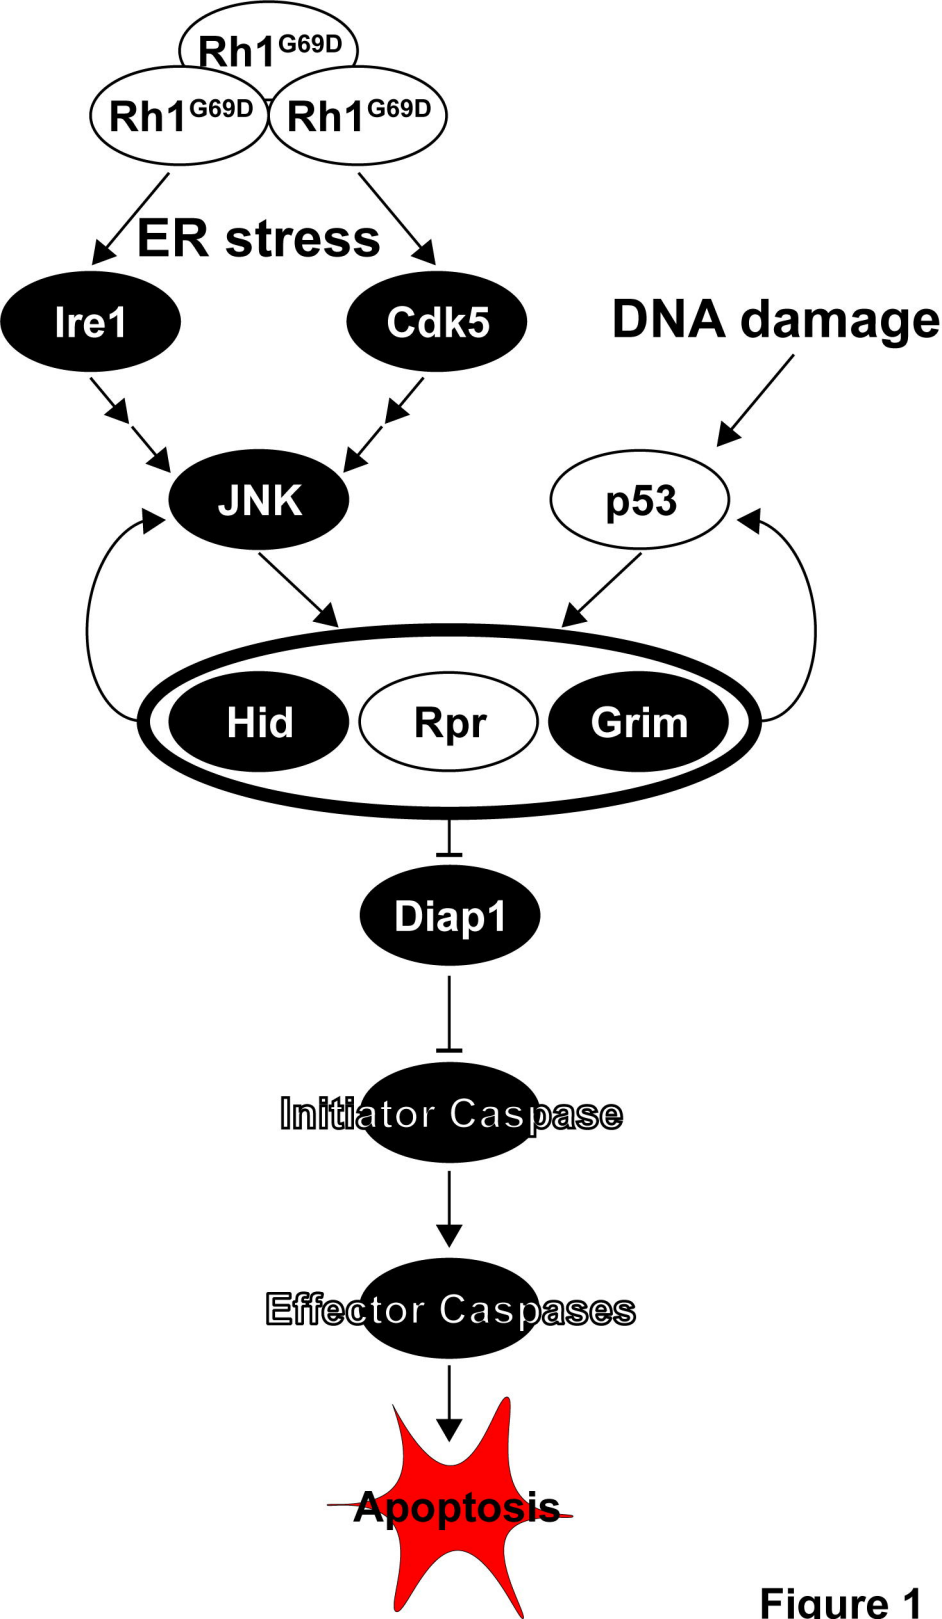 Rh1G69D
Rh1G69D Rh1G69D
ER stress
Ire1 Cdk5 DNA damage
JNK p53
Hid Rpr Grim
Diap1
Initiator Caspase
Effector Caspases
Apoptosis
Figure 1